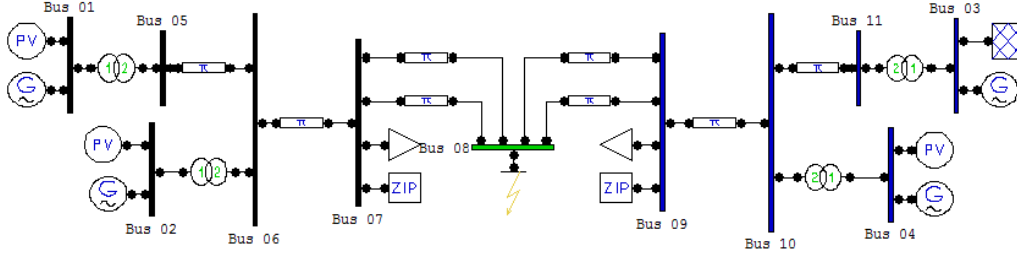 Bus 01
Bus 05
Bus 11
Bus 03
PV
1 2
π
π
π
π
2 1
G
π
π
G
π
π
PV
Bus 08
PV
G
1 2
ZIP
ZIP
2 1
G
Bus 02
Bus 07
Bus 09
Bus 04
Bus 06
Bus 10